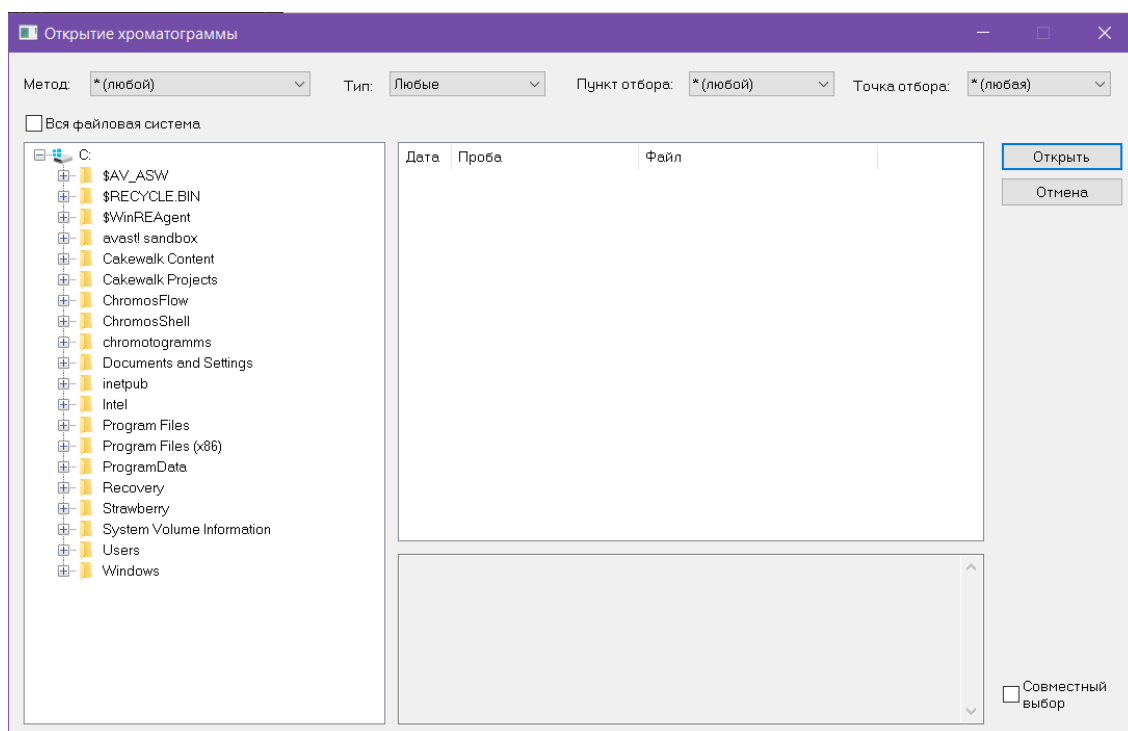 Открытие хроматограммы
Метод: *(любой) Тип: Любые Пункт отбора: *(любой) Точка отбора: *(любая)
Вся файловая система
C:
$AV_ASW
$RECYCLE.BIN
$WinREAgent
avast! sandbox
Cakewalk Content
Cakewalk Projects
ChromosFlow
ChromosShell
chromotogramms
Documents and Settings
inetpub
Intel
Program Files
Program Files (x86)
ProgramData
Recovery
Strawberry
System Volume Information
Users
Windows
Дата Проба Файл
Открыть
Отмена
Совместный
выбор